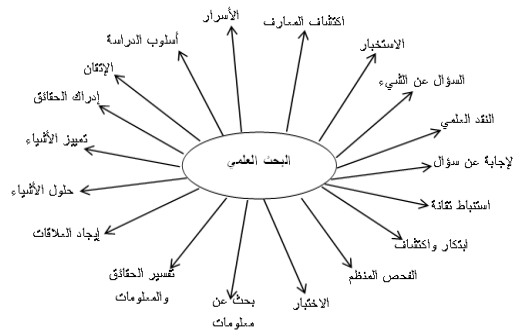 اكتشاف المعارف
الأسرار
الاستخبار
أسلوب الدراسة
السؤال عن الشيء
الإتقان
إدراك الحقائق
النقد العلمي
تمييز الأشياء
البحث العلمي
لإجابة عن سؤال
حلول الأشياء
استنباط تقانة
إيجاد العلاقات
ابتكار واكتشاف
تفسير الحقائق
والمعلومات
الفحص المنظم
بحث عن
معلومات
الاختبار